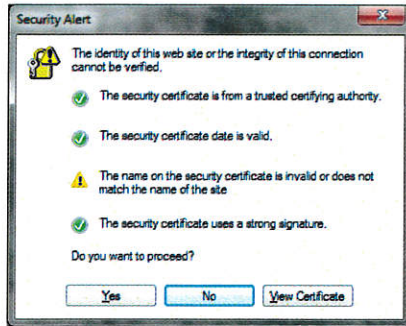 Security Alert
The identity of this web site or the integrity of this connection
cannot be verified.
The security certificate is from a trusted certifying authority.
The security certificate date is valid.
The name on the security certificate is invalid or does not
match the name of the site
The security certificate uses a strong signature.
Do you want to proceed?
Yes
No
View Certificate